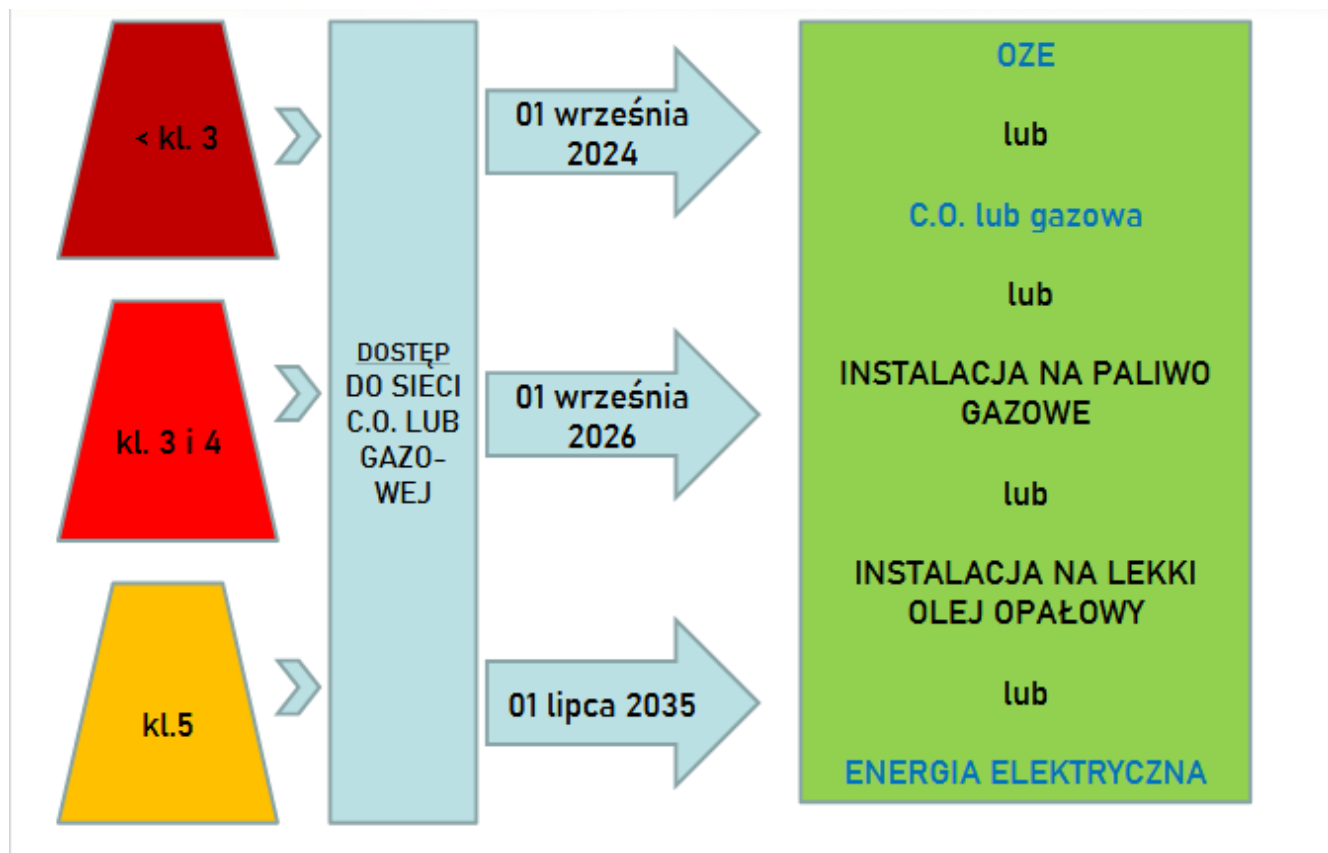 < kl. 3
kl. 3 i 4
kl.5
DOSTĘP
DO SIECI
C.O. LUB
GAZO-
WEJ
01 września
2024
01 września
2026
01 lipca 2035
OZE
lub
C.O. lub gazowa
lub
INSTALACJA NA PALIWO
GAZOWE
lub
INSTALACJA NA LEKKI
OLEJ OPAŁOWY
lub
ENERGIA ELEKTRYCZNA